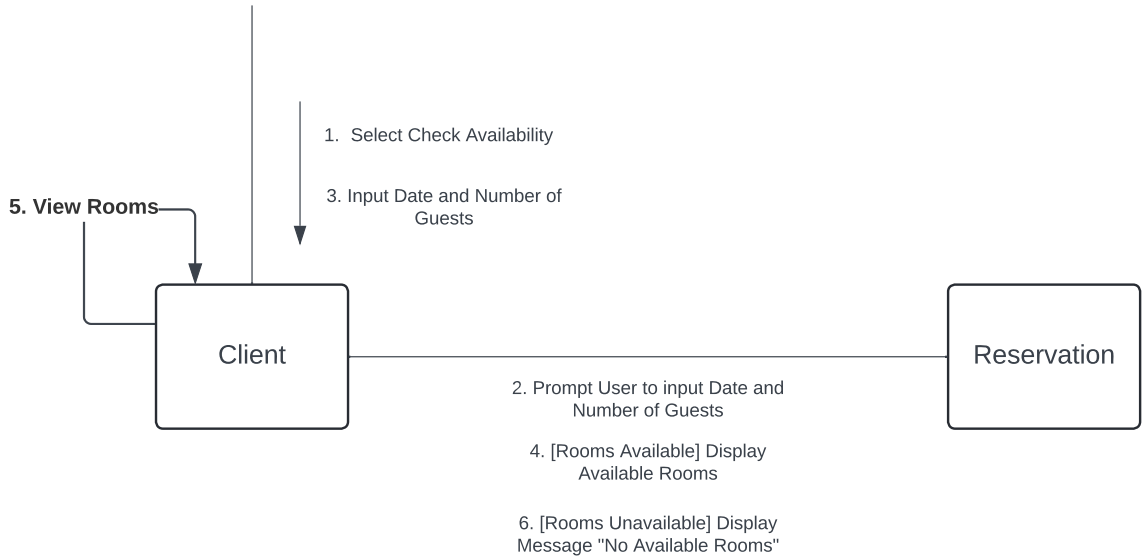 1. Select Check Availability
3. Input Date and Number of
Guests
5. View Rooms
Client
Reservation
2. Prompt User to input Date and
Number of Guests
4. [Rooms Available] Display
Available Rooms
6. [Rooms Unavailable] Display
Message "No Available Rooms"